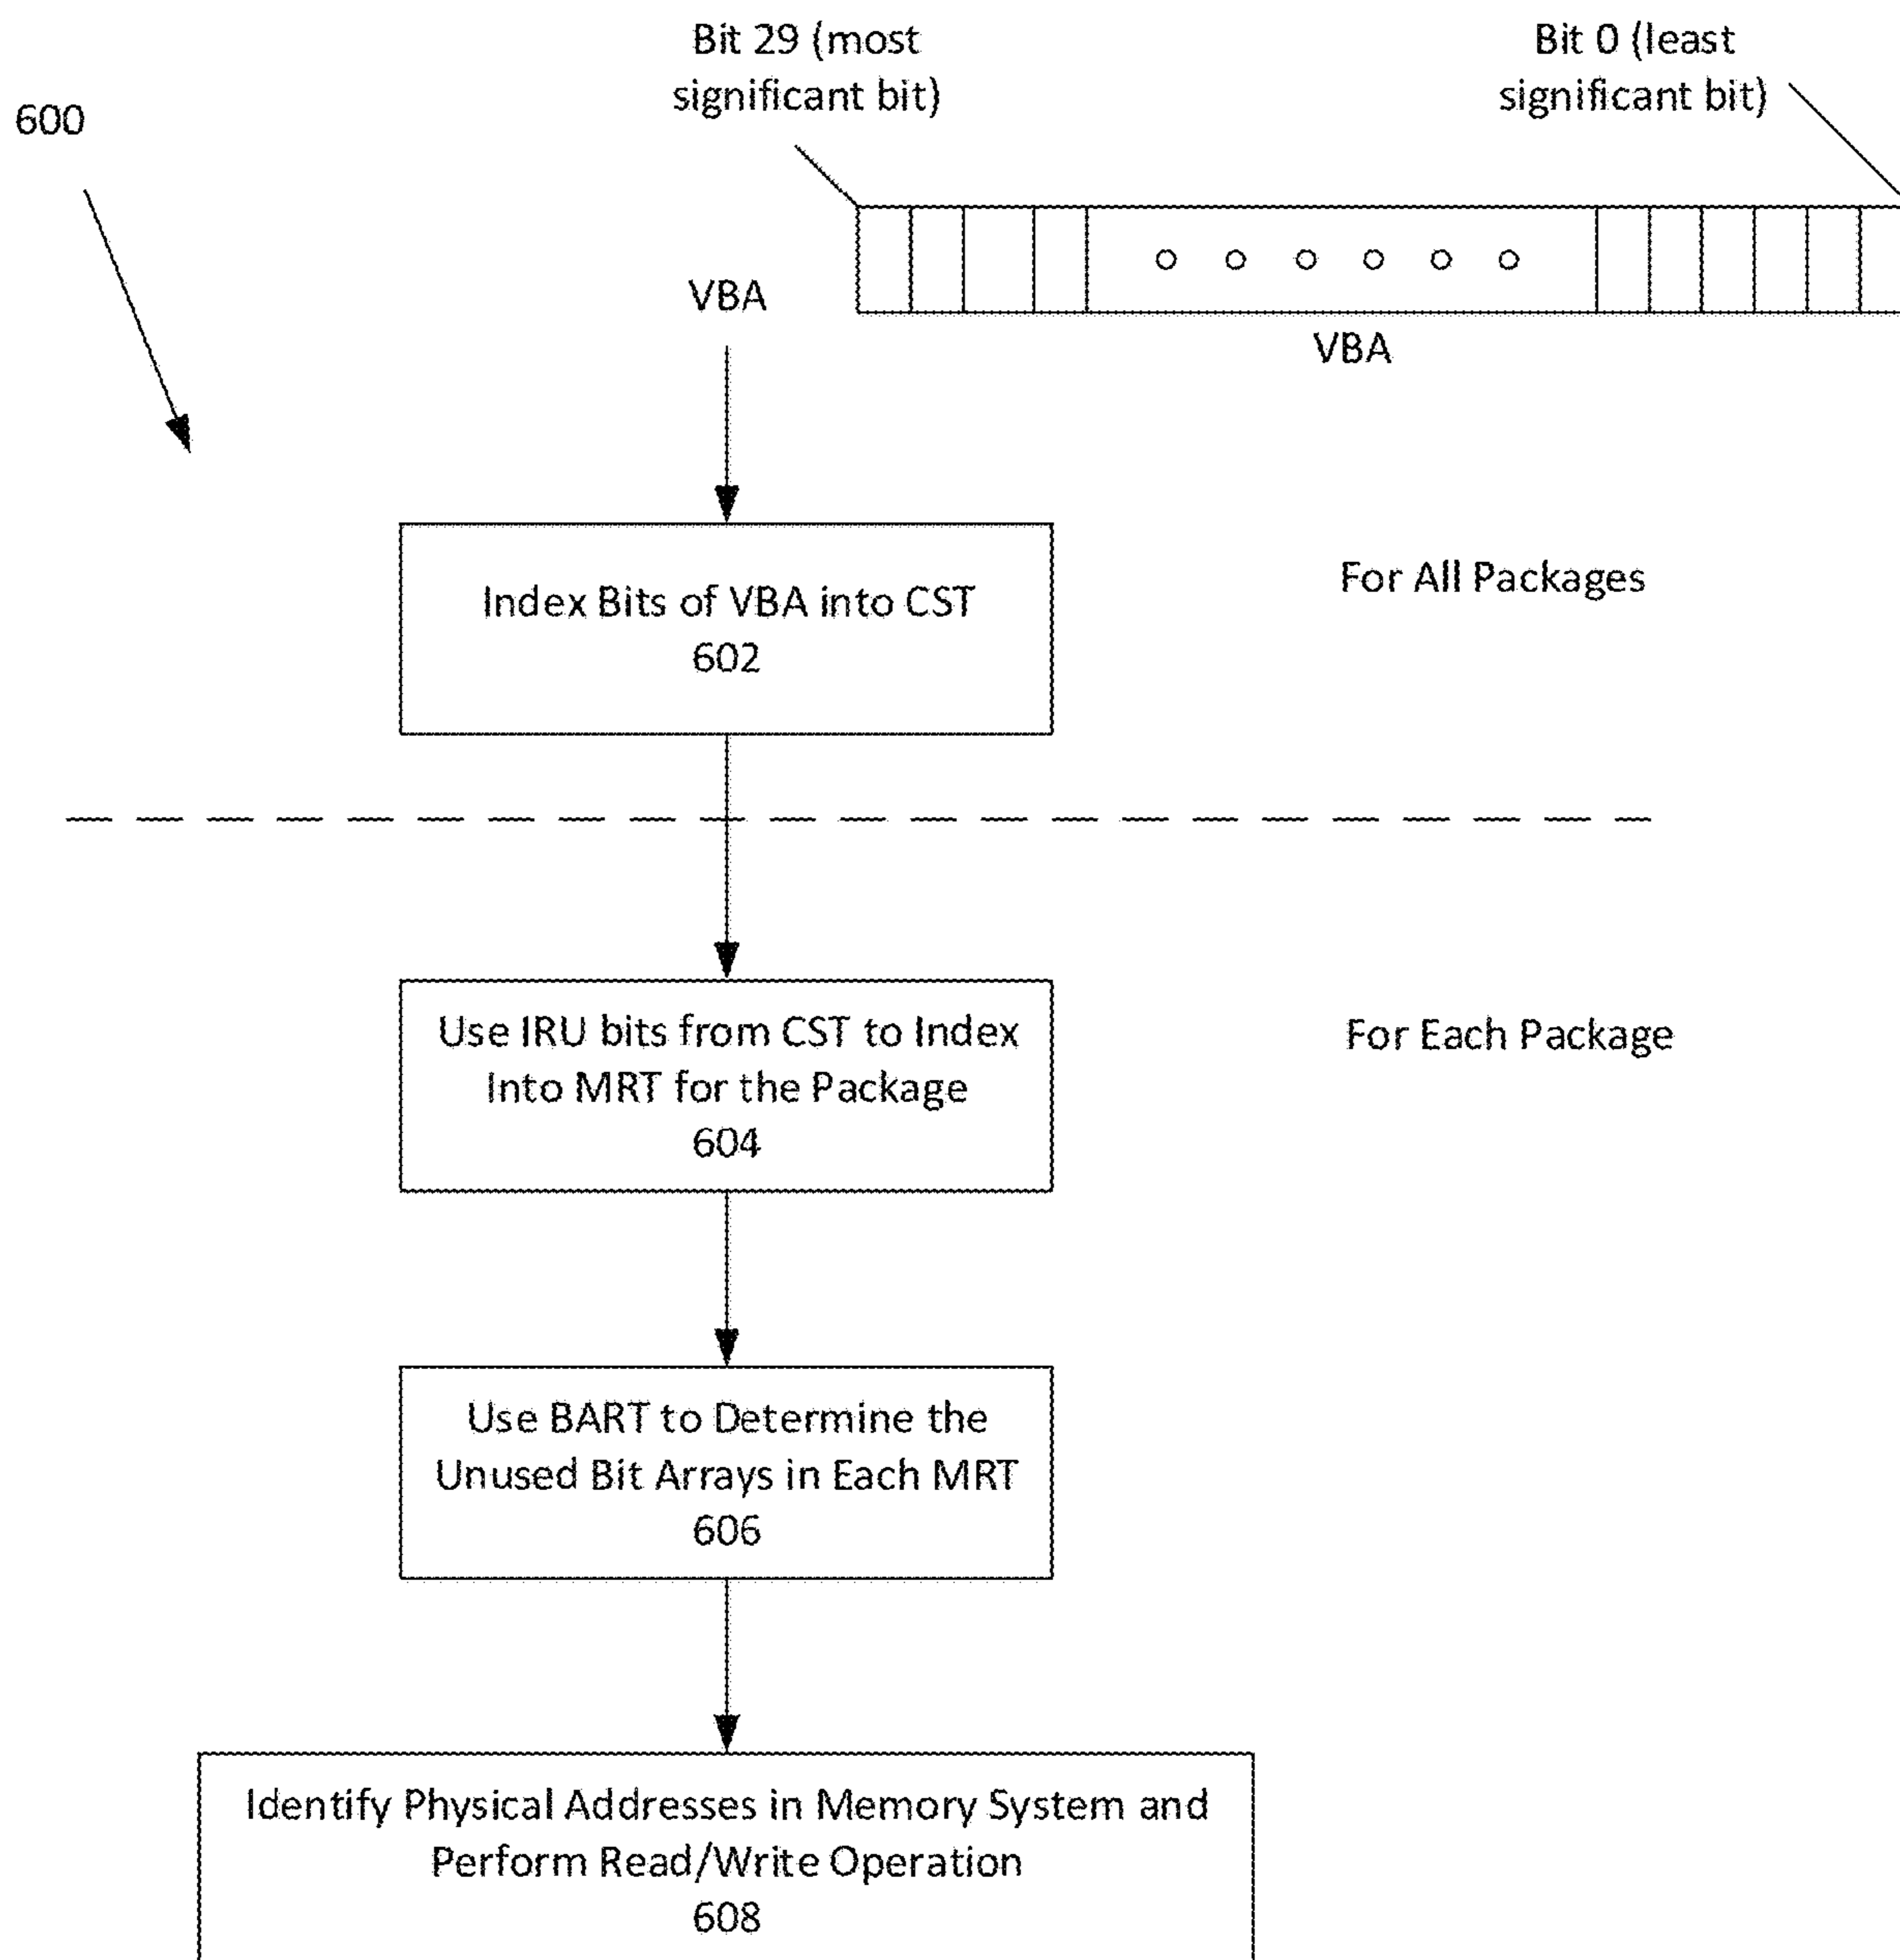 Bit 29 (most
significant bit)
Bit 0 (least
significant bit)
600
VBA
VBA
Index Bits of VBA into CST
602
For All Packages
Use IRU bits from CST to Index
Into MRT for the Package
604
For Each Package
Use BART to Determine the
Unused Bit Arrays in Each MRT
606
Identify Physical Addresses in Memory System and
Perform Read/Write Operation
608